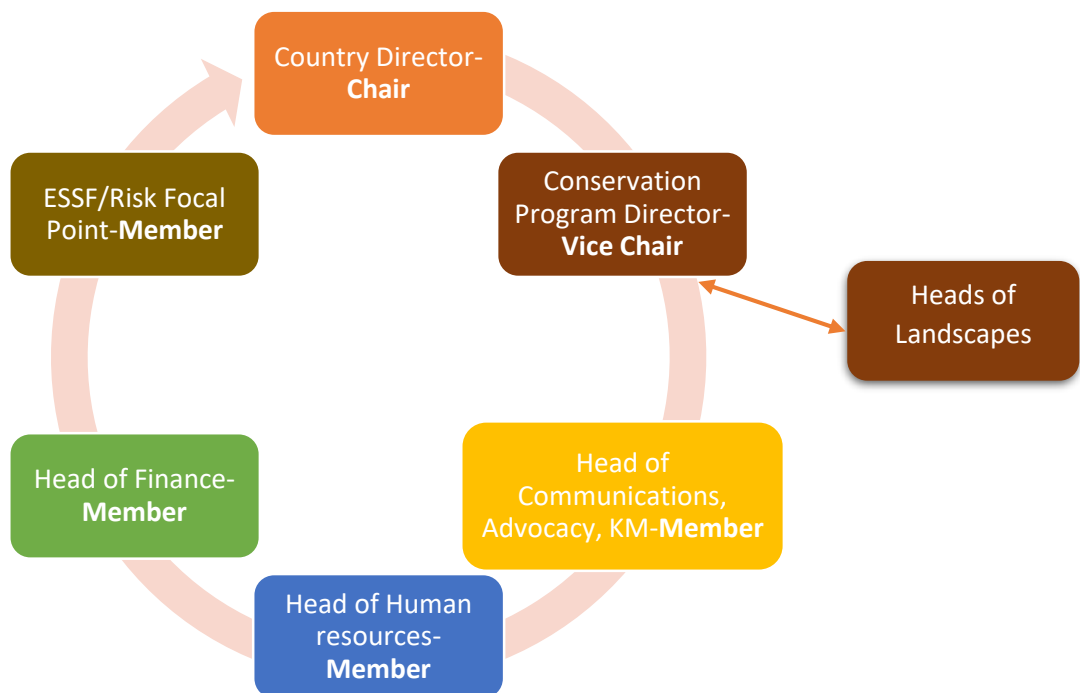 Country Director-
Chair
Conservation
Program Director-
Vice Chair
Heads of
Landscapes
Head of
Communications,
Advocacy, KM-Member
Head of Human
resources-
Member
Head of Finance-
Member
ESSF/Risk Focal
Point-Member